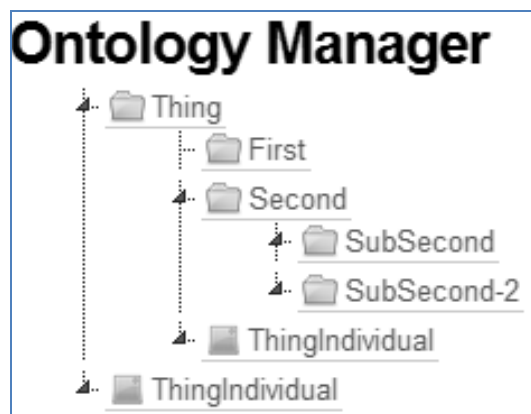 Ontology Manager
Thing
First
Second
SubSecond
SubSecond-2
ThingIndividual
ThingIndividual